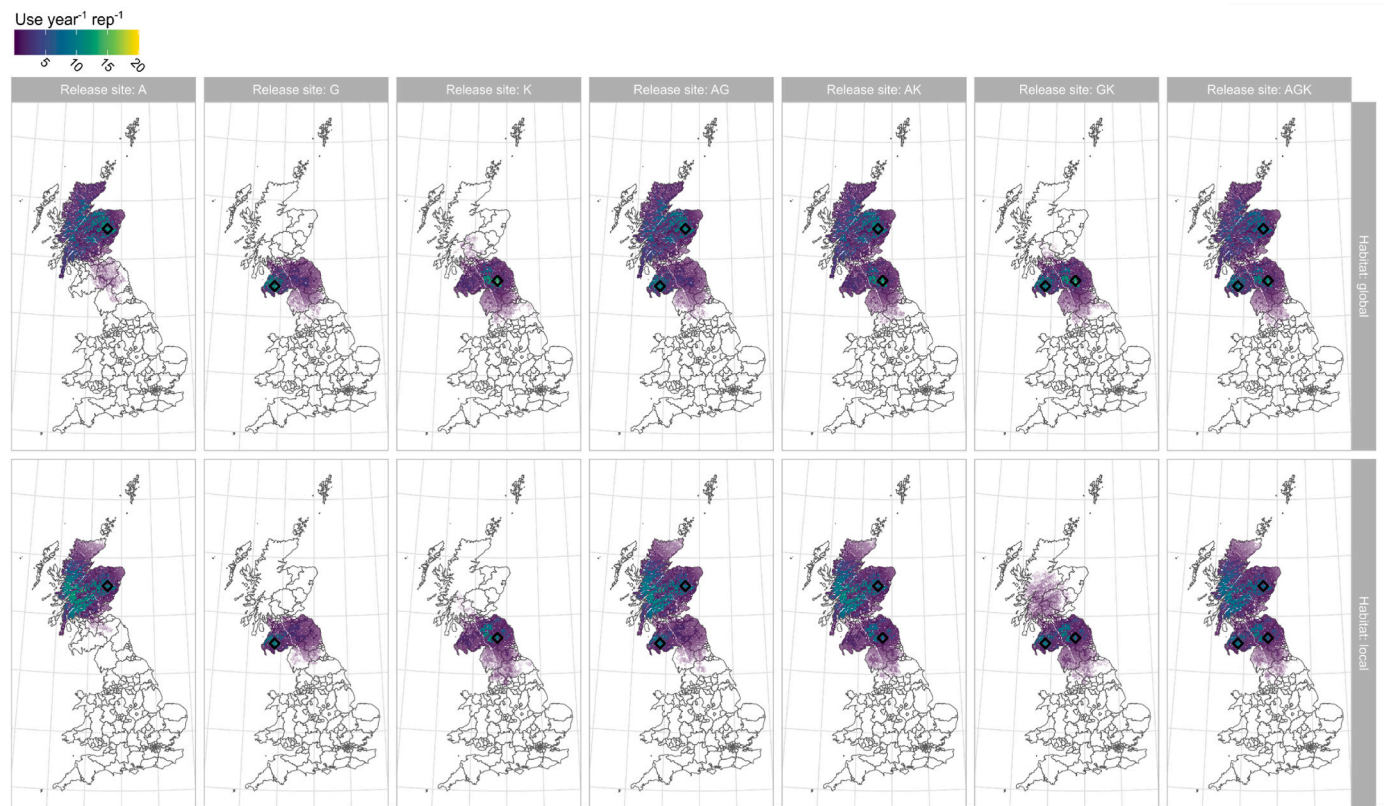 Use year⁻¹ rep⁻¹
5 10 15 20
Release site: A
Release site: G
Release site: K
Release site: AG
Release site: AK
Release site: GK
Release site: AGK
Habitat: global
Habitat: local